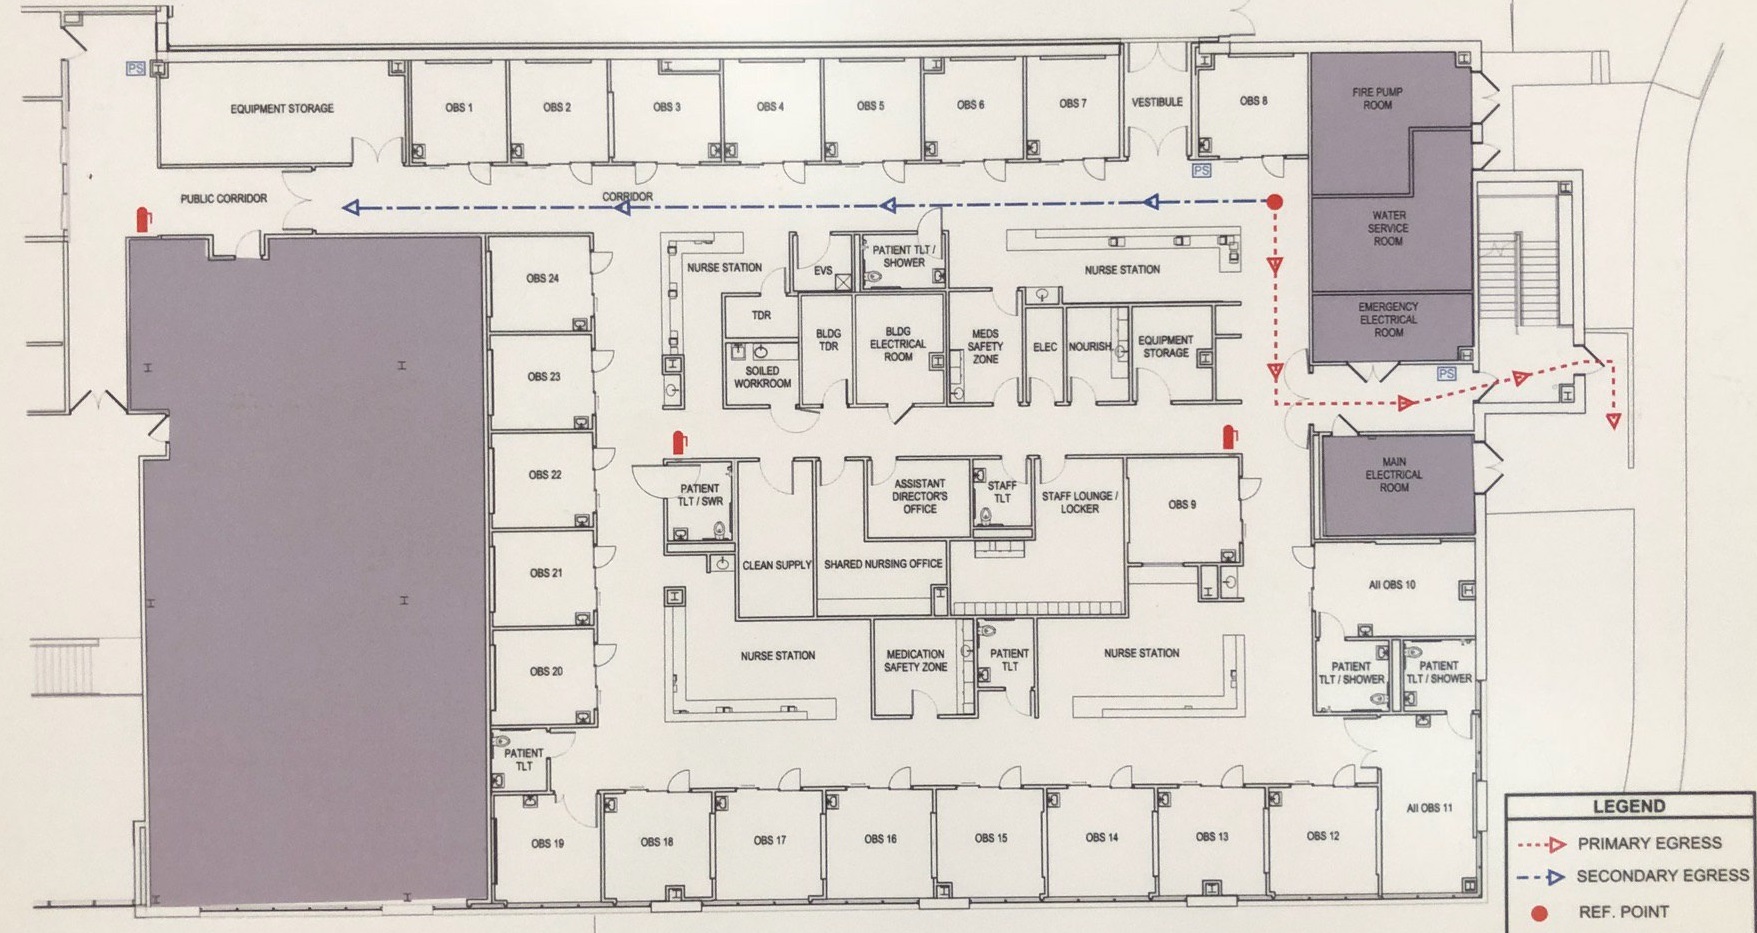 PS
EQUIPMENT STORAGE
OBS 1
OBS 2
OBS 3
OBS 4
OBS 5
OBS 6
OBS 7
VESTIBULE
OBS 8
FIRE PUMP
ROOM
PS
PUBLIC CORRIDOR
CORRIDOR
WATER
SERVICE
ROOM
OBS 24
NURSE STATION
EVS
PATIENT TLT /
SHOWER
NURSE STATION
TDR
BLDG
TDR
BLDG
ELECTRICAL
ROOM
MEDS
SAFETY
ZONE
ELEC
NOURISH.
EQUIPMENT
STORAGE
EMERGENCY
ELECTRICAL
ROOM
OBS 23
SOILED
WORKROOM
PS
OBS 22
PATIENT
TLT / SWR
ASSISTANT
DIRECTOR'S
OFFICE
STAFF
TLT
STAFF LOUNGE /
LOCKER
OBS 9
MAIN
ELECTRICAL
ROOM
OBS 21
CLEAN SUPPLY
SHARED NURSING OFFICE
AII OBS 10
OBS 20
NURSE STATION
MEDICATION
SAFETY ZONE
PATIENT
TLT
NURSE STATION
PATIENT
TLT / SHOWER
PATIENT
TLT / SHOWER
PATIENT
TLT
OBS 19
OBS 18
OBS 17
OBS 16
OBS 15
OBS 14
OBS 13
OBS 12
AII OBS 11
LEGEND
PRIMARY EGRESS
SECONDARY EGRESS
REF. POINT